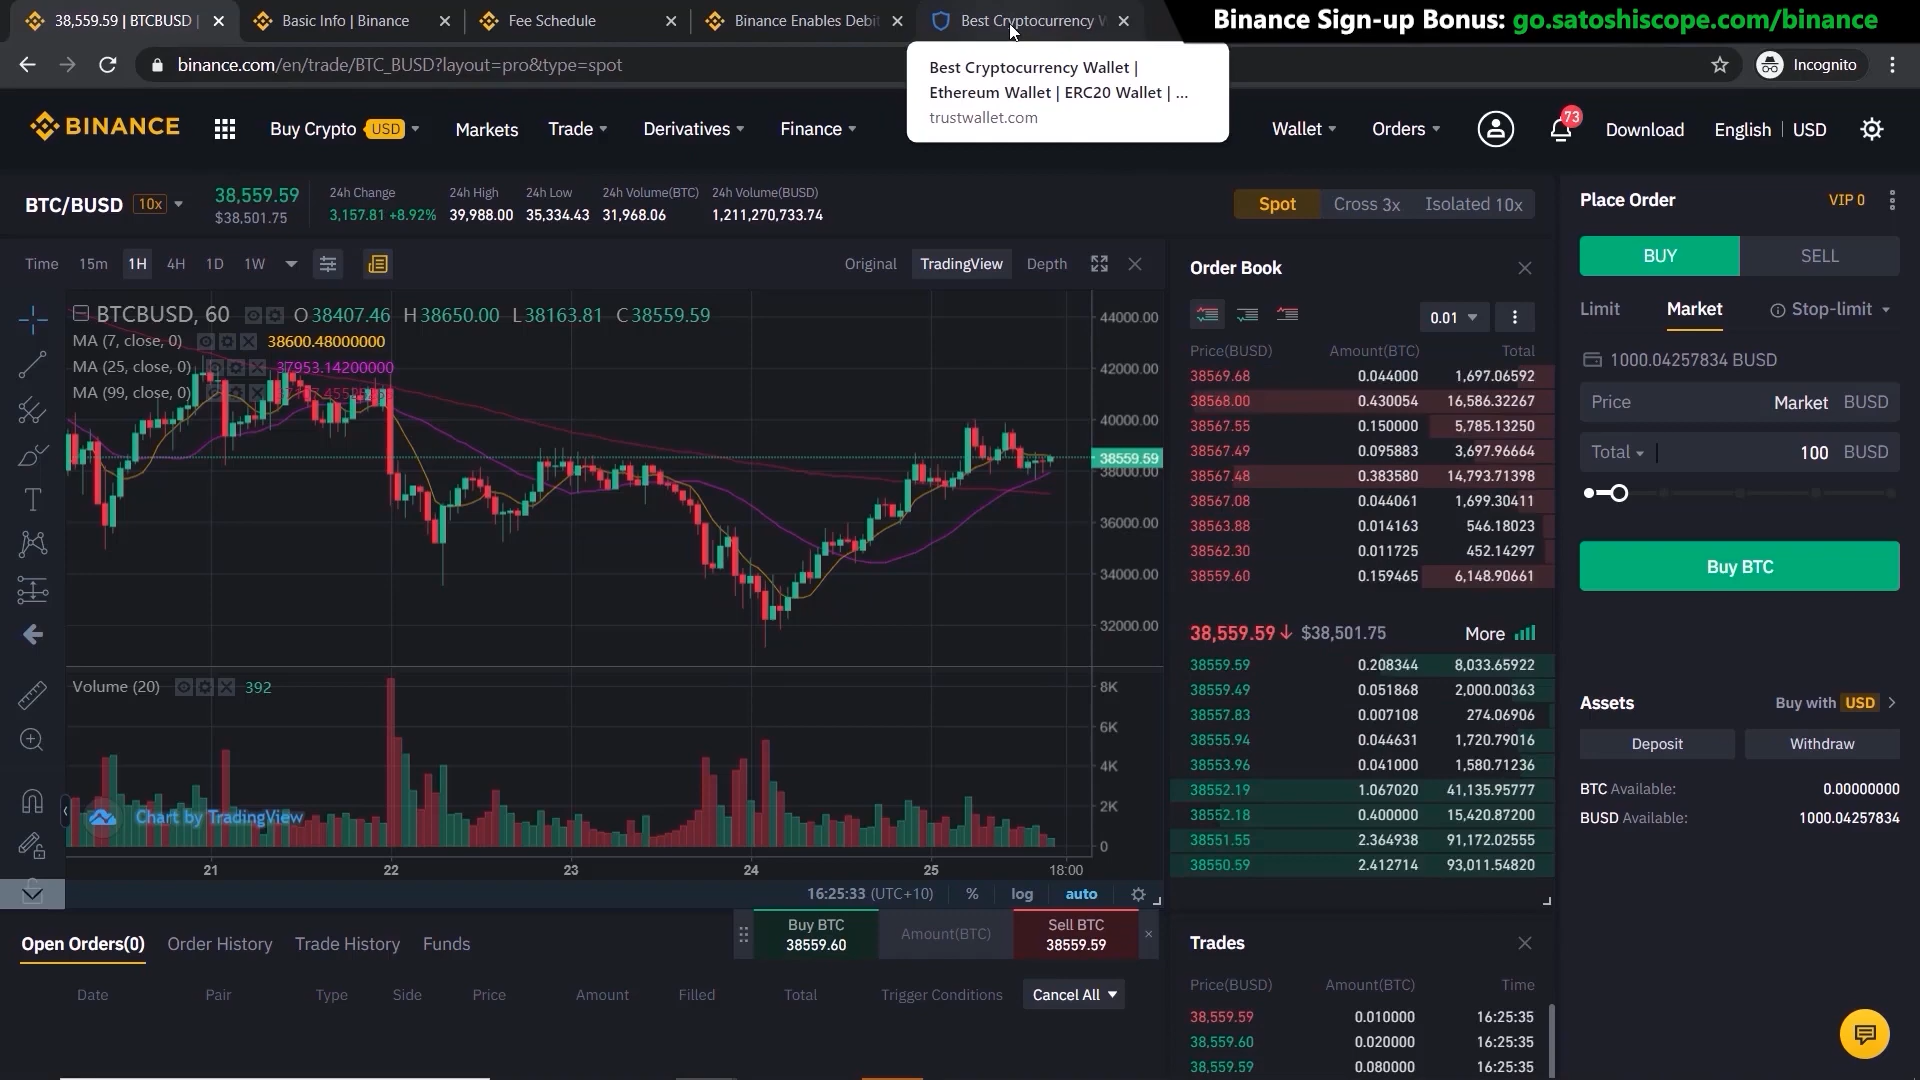 38,559.59 | BTCBUSD |
Basic Info | Binance
Fee Schedule
Binance Enables Debit
Best Cryptocurrency W
Binance Sign-up Bonus: go.satoshiscope.com/binance
binance.com/en/trade/BTC_BUSD?layout=pro&type=spot
Incognito
Best Cryptocurrency Wallet |
Ethereum Wallet | ERC20 Wallet | ...
trustwallet.com
BINANCE
Buy Crypto USD
Markets
Trade
Derivatives
Finance
Wallet
Orders
73
Download
English
USD
BTC/BUSD 10x
38,559.59
$38,501.75
24h Change
3,157.81 +8.92%
24h High
39,988.00
24h Low
35,334.43
24h Volume(BTC)
31,968.06
24h Volume(BUSD)
1,211,270,733.74
Spot Cross 3x Isolated 10x
Time 15m 1H 4H 1D 1W
Original TradingView Depth
BTCBUSD, 60 O 38407.46 H 38650.00 L 38163.81 C 38559.59
MA (7, close, 0) 38600.48000000
MA (25, close, 0) 37953.14200000
MA (99, close, 0)
44000.00
42000.00
40000.00
38559.59
38000.00
36000.00
34000.00
32000.00
Volume (20) 392
8K
6K
4K
2K
0
Chart by TradingView
21 22 23 24 25 18:00
16:25:33 (UTC+10) % log auto
Order Book
0.01
Price(BUSD) Amount(BTC) Total
38569.68 0.044000 1,697.06592
38568.00 0.430054 16,586.32267
38567.55 0.150000 5,785.13250
38567.49 0.095883 3,697.96664
38567.48 0.383580 14,793.71398
38567.08 0.044061 1,699.30411
38563.88 0.014163 546.18023
38562.30 0.011725 452.14297
38559.60 0.159465 6,148.90661
38,559.59 $38,501.75 More
38559.59 0.208344 8,033.65922
38559.49 0.051868 2,000.00363
38557.83 0.007108 274.06906
38555.94 0.044631 1,720.79016
38553.96 0.041000 1,580.71236
38552.19 1.067020 41,135.95777
38552.18 0.400000 15,420.87200
38551.55 2.364938 91,172.02555
38550.59 2.412714 93,011.54820
Place Order
VIP 0
BUY SELL
Limit Market Stop-limit
1000.04257834 BUSD
Price Market BUSD
Total 100 BUSD
Buy BTC
Assets Buy with USD
Deposit Withdraw
BTC Available: 0.00000000
BUSD Available: 1000.04257834
Open Orders(0) Order History Trade History Funds
Buy BTC
38559.60
Amount(BTC)
Sell BTC
38559.59
Date Pair Type Side Price Amount Filled Total Trigger Conditions Cancel All
Trades
Price(BUSD) Amount(BTC) Time
38,559.59 0.010000 16:25:35
38,559.60 0.020000 16:25:35
38,559.59 0.080000 16:25:35